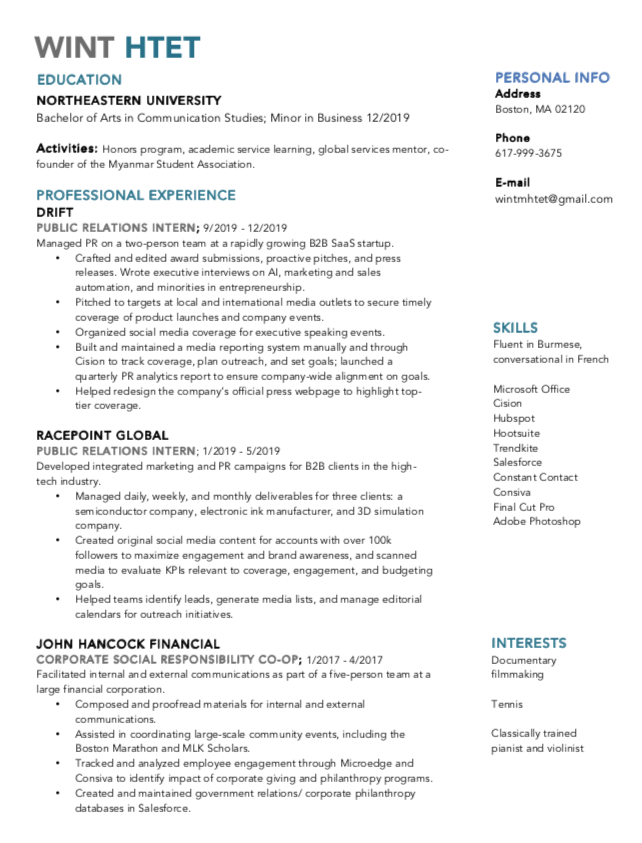 WINT HTET
EDUCATION
NORTHEASTERN UNIVERSITY
Bachelor of Arts in Communication Studies; Minor in Business 12/2019
Activities: Honors program, academic service learning, global services mentor, co-
founder of the Myanmar Student Association.
PROFESSIONAL EXPERIENCE
DRIFT
PUBLIC RELATIONS INTERN; 9/2019 - 12/2019
Managed PR on a two-person team at a rapidly growing B2B SaaS startup.
• Crafted and edited award submissions, proactive pitches, and press
releases. Wrote executive interviews on AI, marketing and sales
automation, and minorities in entrepreneurship.
• Pitched to targets at local and international media outlets to secure timely
coverage of product launches and company events.
• Organized social media coverage for executive speaking events.
• Built and maintained a media reporting system manually and through
Cision to track coverage, plan outreach, and set goals; launched a
quarterly PR analytics report to ensure company-wide alignment on goals.
• Helped redesign the company's official press webpage to highlight top-
tier coverage.
RACEPOINT GLOBAL
PUBLIC RELATIONS INTERN; 1/2019 - 5/2019
Developed integrated marketing and PR campaigns for B2B clients in the high-
tech industry.
• Managed daily, weekly, and monthly deliverables for three clients: a
semiconductor company, electronic ink manufacturer, and 3D simulation
company.
• Created original social media content for accounts with over 100k
followers to maximize engagement and brand awareness, and scanned
media to evaluate KPIs relevant to coverage, engagement, and budgeting
goals.
• Helped teams identify leads, generate media lists, and manage editorial
calendars for outreach initiatives.
JOHN HANCOCK FINANCIAL
CORPORATE SOCIAL RESPONSIBILITY CO-OP; 1/2017 - 4/2017
Facilitated internal and external communications as part of a five-person team at a
large financial corporation.
• Composed and proofread materials for internal and external
communications.
• Assisted in coordinating large-scale community events, including the
Boston Marathon and MLK Scholars.
• Tracked and analyzed employee engagement through Microedge and
Consiva to identify impact of corporate giving and philanthropy programs.
• Created and maintained government relations/ corporate philanthropy
databases in Salesforce.
PERSONAL INFO
Address
Boston, MA 02120
Phone
617-999-3675
E-mail
wintmhtet@gmail.com
SKILLS
Fluent in Burmese,
conversational in French
Microsoft Office
Cision
Hubspot
Hootsuite
Trendkite
Salesforce
Constant Contact
Consiva
Final Cut Pro
Adobe Photoshop
INTERESTS
Documentary
filmmaking
Tennis
Classically trained
pianist and violinist